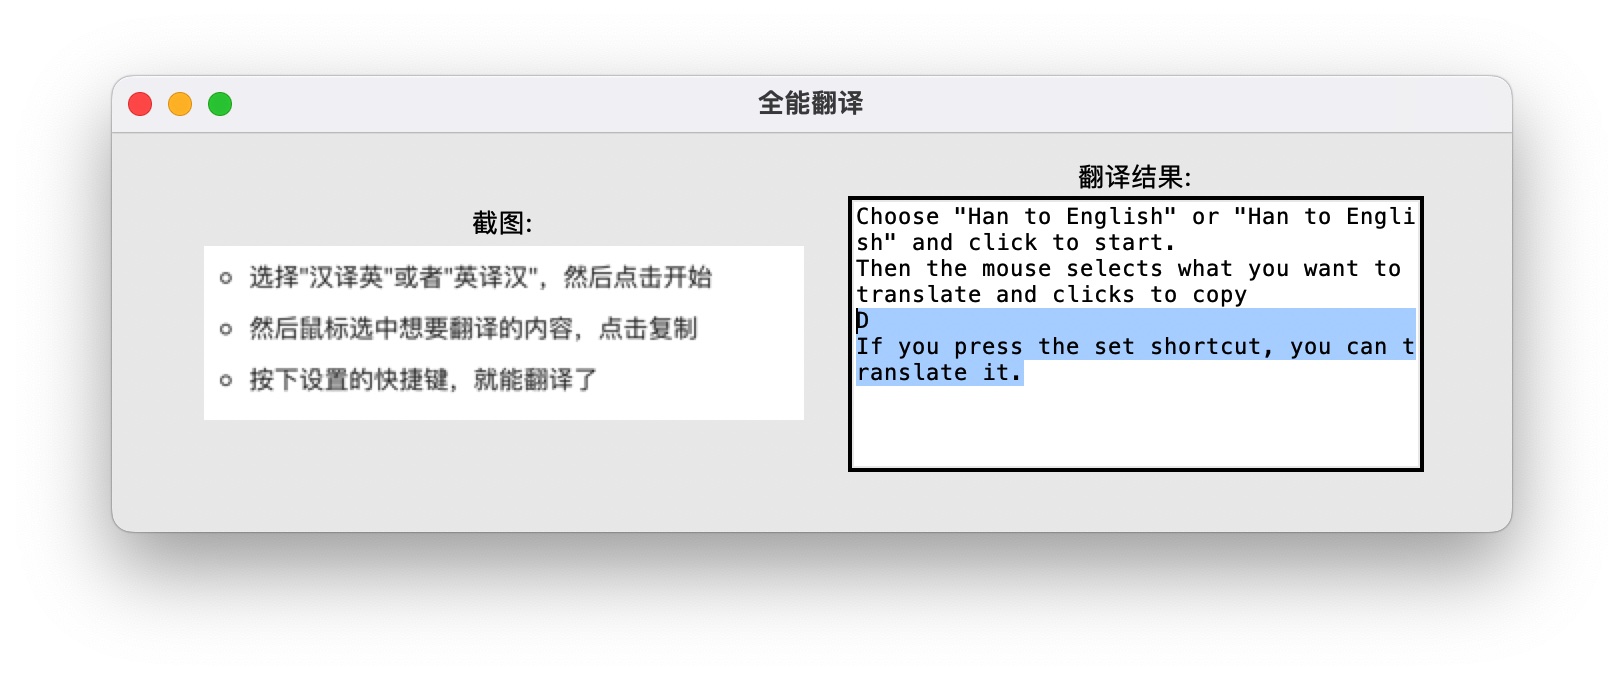 全能翻译
截图:
选择"汉译英"或者"英译汉"，然后点击开始
然后鼠标选中想要翻译的内容，点击复制
按下设置的快捷键，就能翻译了
翻译结果:
Choose "Han to English" or "Han to Engli
sh" and click to start.
Then the mouse selects what you want to
translate and clicks to copy
D
If you press the set shortcut, you can t
ranslate it.